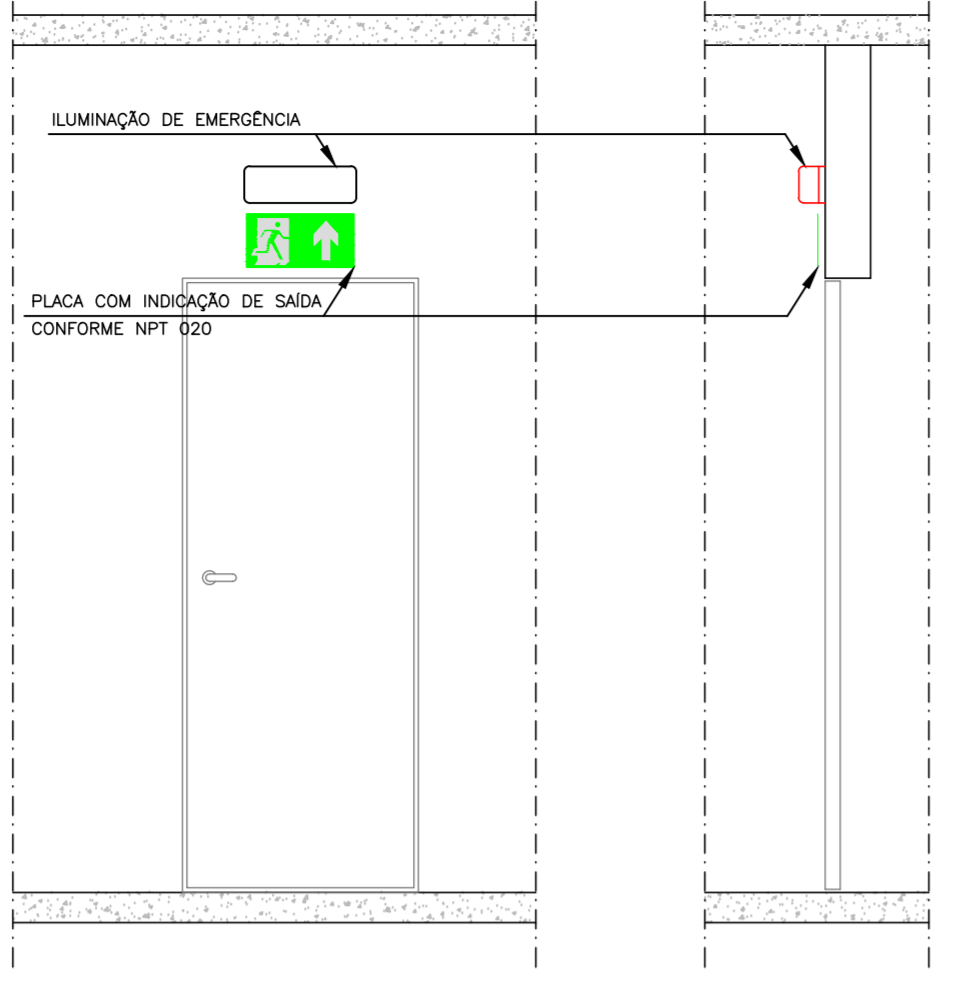 ILUMINAÇÃO DE EMERGÊNCIA
PLACA COM INDICAÇÃO DE SAÍDA
CONFORME NPT 020